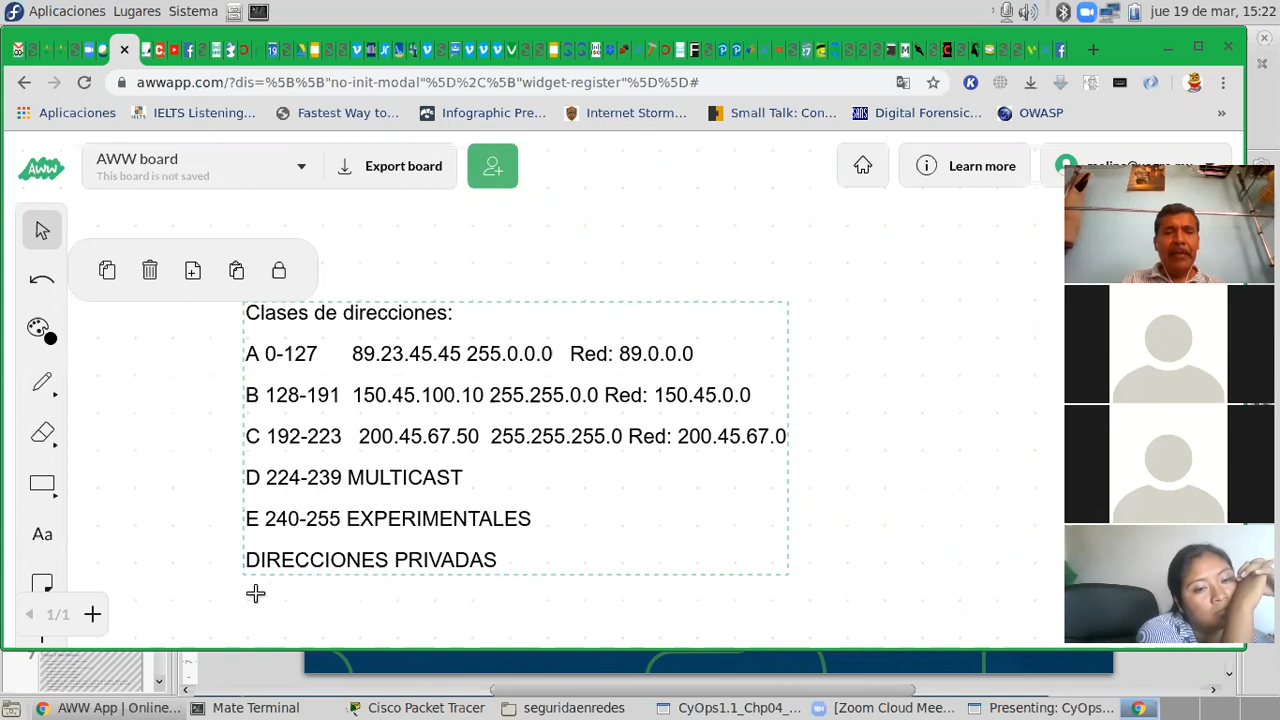 Aplicaciones Lugares Sistema jue 19 de mar, 15:22
awwapp.com/?dis=%5B%5B"no-init-modal"%5D%2C%5B"widget-register"%5D%5D#
Aplicaciones IELTS Listening... Fastest Way to... Infographic Pre... Internet Storm... Small Talk: Con... Digital Forensic... OWASP »
AWW
AWW board
This board is not saved
Export board
Learn more
Clases de direcciones:
A 0-127 89.23.45.45 255.0.0.0 Red: 89.0.0.0
B 128-191 150.45.100.10 255.255.0.0 Red: 150.45.0.0
C 192-223 200.45.67.50 255.255.255.0 Red: 200.45.67.0
D 224-239 MULTICAST
E 240-255 EXPERIMENTALES
DIRECCIONES PRIVADAS
Aa
1/1
AWW App | Online... Mate Terminal Cisco Packet Tracer seguridaenredes CyOps1.1_Chp04_... [Zoom Cloud Mee... Presenting: CyOps...